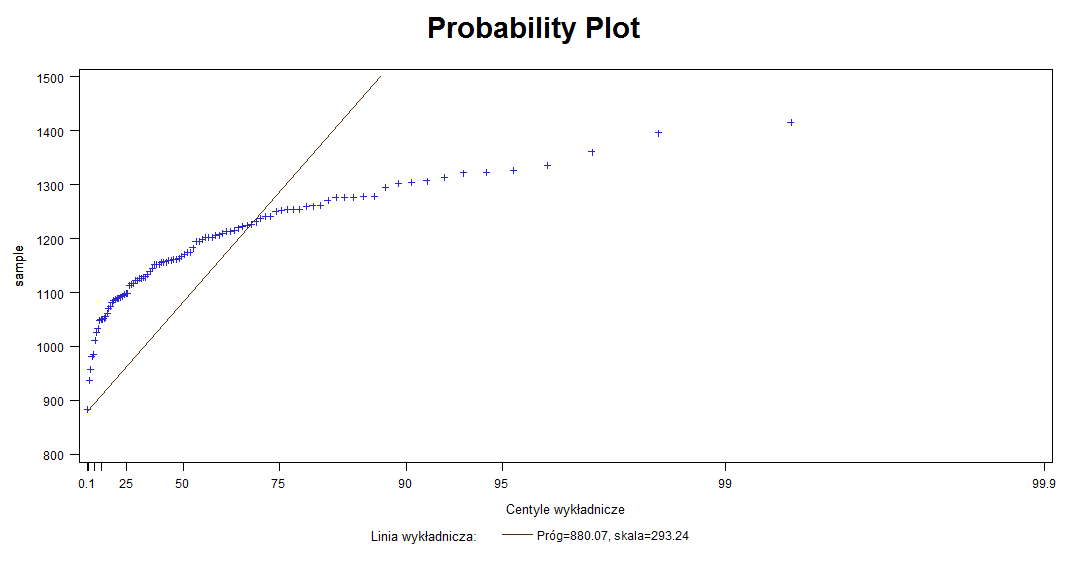 Probability Plot
1500
1400
1300
1200
1100
1000
900
800
sample
0.1 25 50 75 90 95 99 99.9
Centyle wykładnicze
Linia wykładnicza: Próg=880.07, skala=293.24